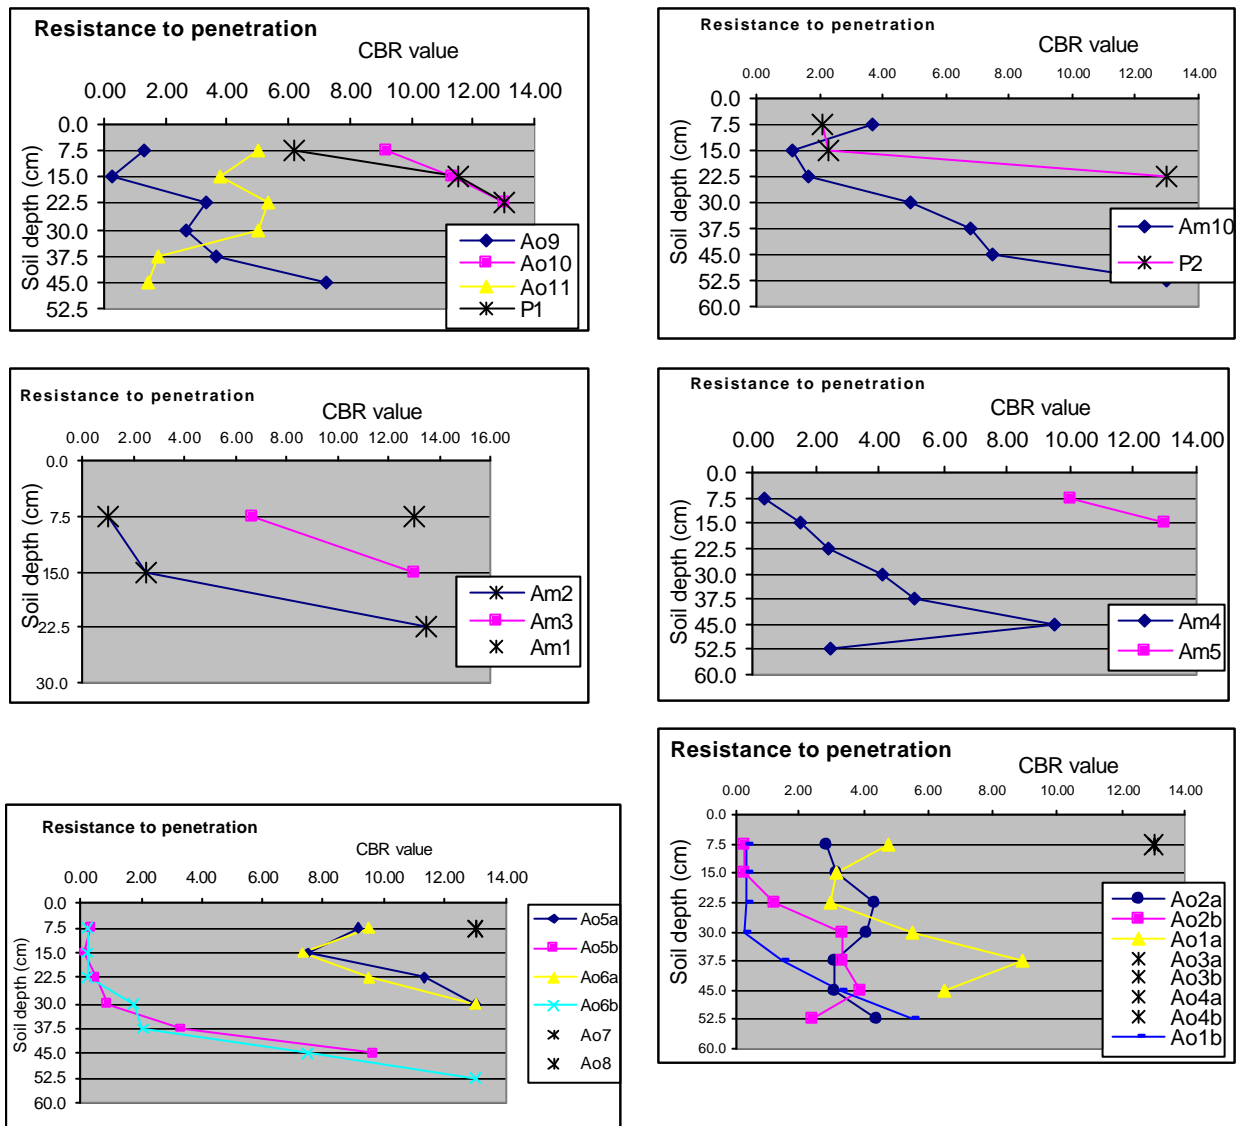 Resistance to penetration
CBR value
0.00 2.00 4.00 6.00 8.00 10.00 12.00 14.00
Soil depth (cm)
0.0
7.5
15.0
22.5
30.0
37.5
45.0
52.5
Ao9
Ao10
Ao11
P1
Resistance to penetration
CBR value
0.00 2.00 4.00 6.00 8.00 10.00 12.00 14.00
Soil depth (cm)
0.0
7.5
15.0
22.5
30.0
37.5
45.0
52.5
60.0
Am10
P2
Resistance to penetration
CBR value
0.00 2.00 4.00 6.00 8.00 10.00 12.00 14.00 16.00
Soil depth (cm)
0.0
7.5
15.0
22.5
30.0
Am2
Am3
Am1
Resistance to penetration
CBR value
0.00 2.00 4.00 6.00 8.00 10.00 12.00 14.00
Soil depth (cm)
0.0
7.5
15.0
22.5
30.0
37.5
45.0
52.5
60.0
Am4
Am5
Resistance to penetration
CBR value
0.00 2.00 4.00 6.00 8.00 10.00 12.00 14.00
Soil depth (cm)
0.0
7.5
15.0
22.5
30.0
37.5
45.0
52.5
60.0
Ao5a
Ao5b
Ao6a
Ao6b
Ao7
Ao8
Resistance to penetration
CBR value
0.00 2.00 4.00 6.00 8.00 10.00 12.00 14.00
Soil depth (cm)
0.0
7.5
15.0
22.5
30.0
37.5
45.0
52.5
60.0
Ao2a
Ao2b
Ao1a
Ao3a
Ao3b
Ao4a
Ao4b
Ao1b